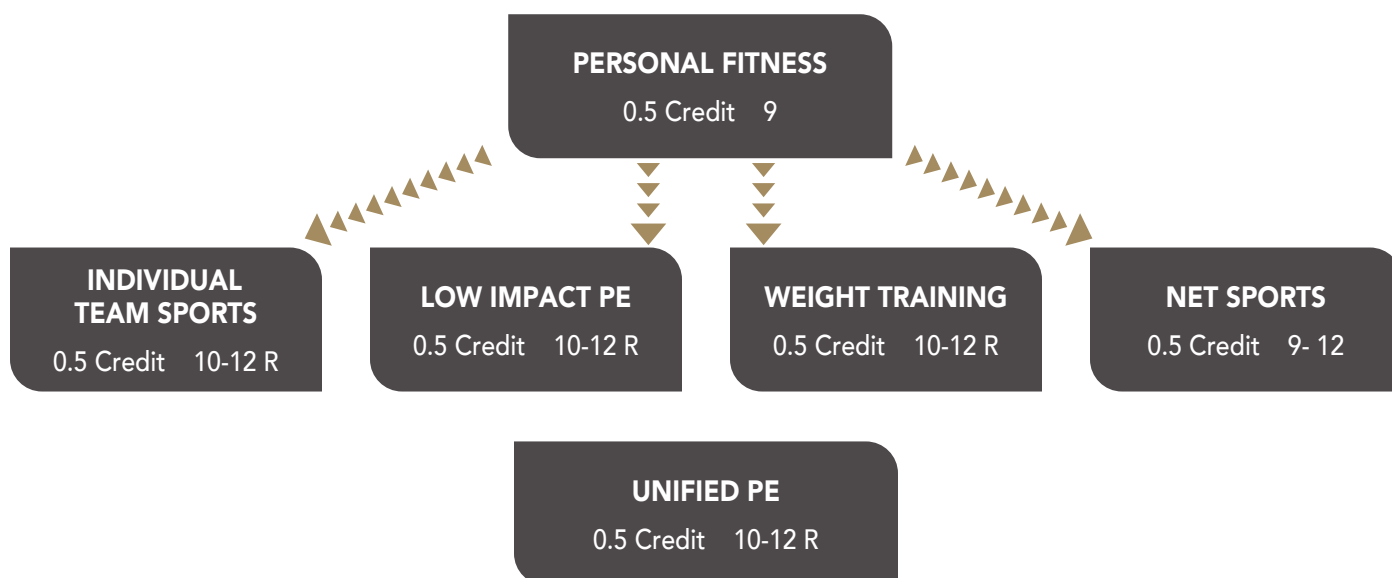 PERSONAL FITNESS
0.5 Credit 9
INDIVIDUAL
TEAM SPORTS
0.5 Credit 10-12 R
LOW IMPACT PE
0.5 Credit 10-12 R
WEIGHT TRAINING
0.5 Credit 10-12 R
NET SPORTS
0.5 Credit 9- 12
UNIFIED PE
0.5 Credit 10-12 R